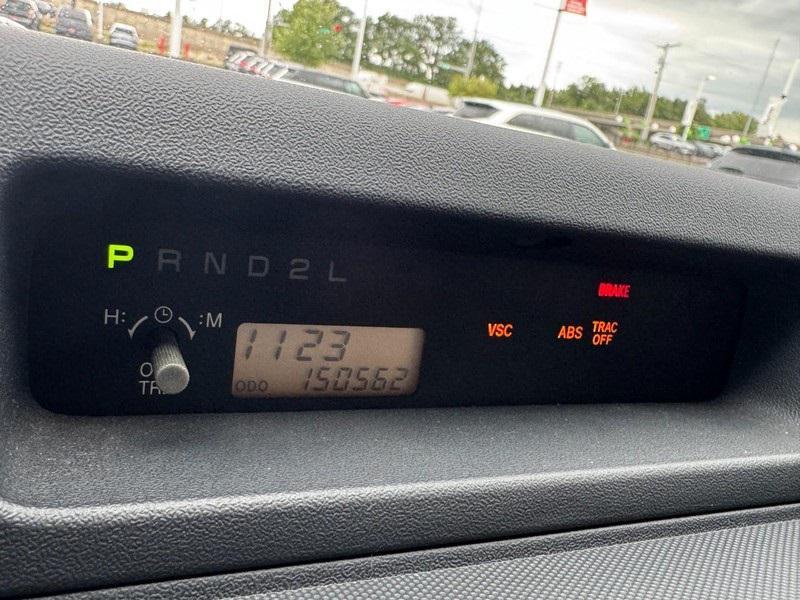 P R N D 2 L
BRAKE
H: :M
VSC ABS TRAC OFF
1123
ODO 150562